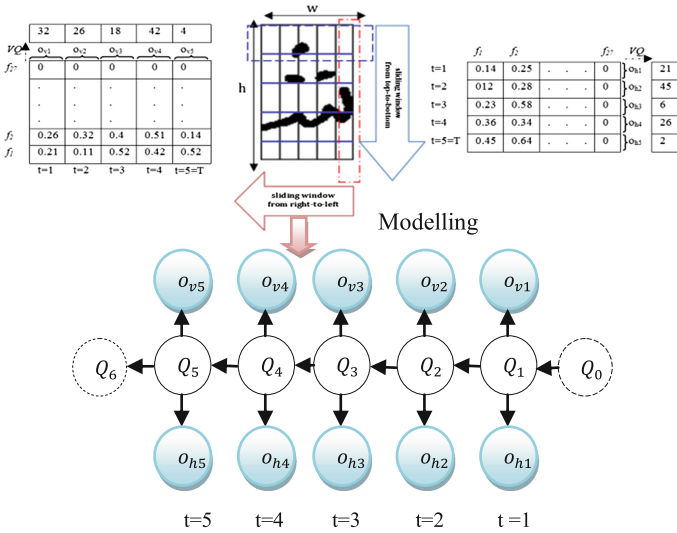 32 26 18 42 4
VQ o_v1 o_v2 o_v3 o_v4 o_v5
f_27 0 0 0 0 0
. . . . .
. . . . .
. . . . .
f_2 0.26 0.32 0.4 0.51 0.14
f_1 0.21 0.11 0.52 0.42 0.52
t=1 t=2 t=3 t=4 t=5=T
w
h
sliding window
from top-to-bottom
sliding window
from right-to-left
f_1 f_2 f_27 VQ
t=1 0.14 0.25 . . . 0 o_h1 21
t=2 012 0.28 . . . 0 o_h2 45
t=3 0.23 0.58 . . . 0 o_h3 6
t=4 0.36 0.34 . . . 0 o_h4 26
t=5=T 0.45 0.64 . . . 0 o_h5 2
Modelling
o_v5 o_v4 o_v3 o_v2 o_v1
Q_6 Q_5 Q_4 Q_3 Q_2 Q_1 Q_0
o_h5 o_h4 o_h3 o_h2 o_h1
t=5 t=4 t=3 t=2 t =1